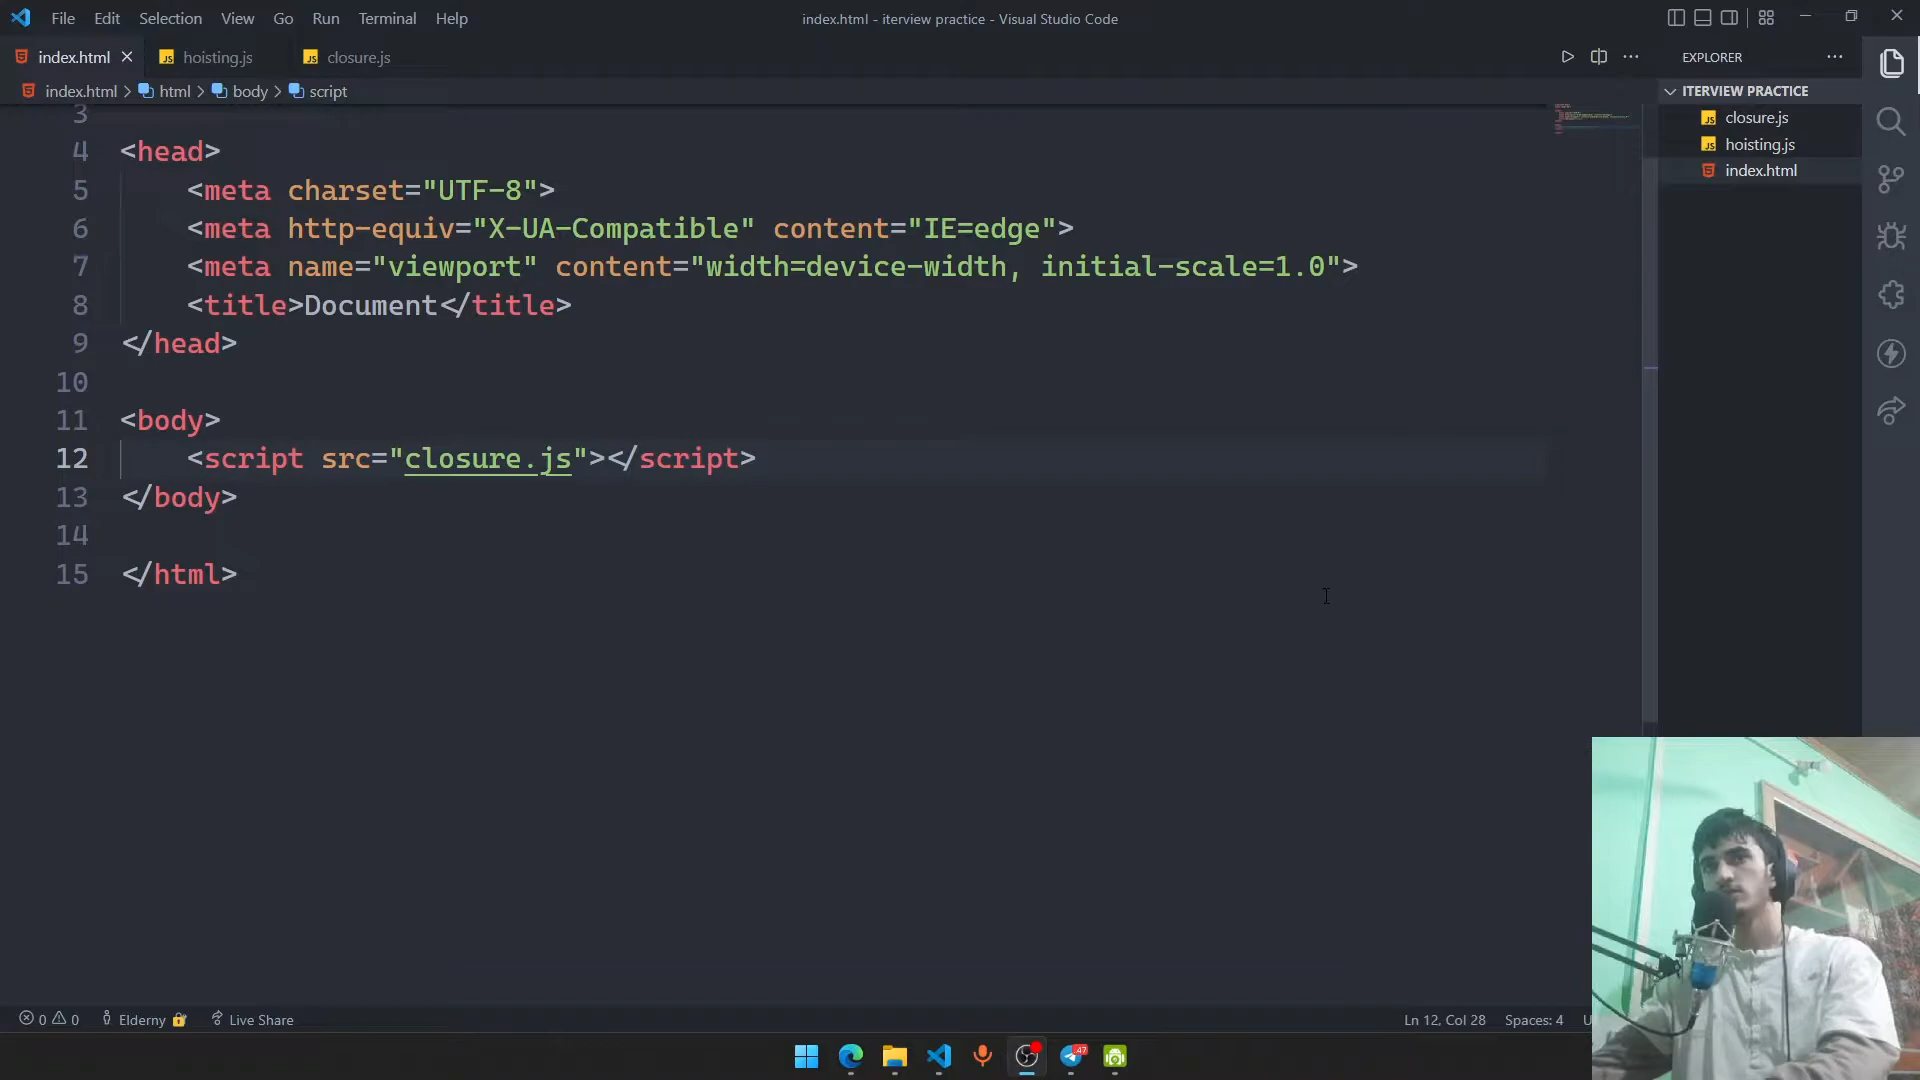 File Edit Selection View Go Run Terminal Help
index.html - iterview practice - Visual Studio Code
index.html
JS hoisting.js
JS closure.js
EXPLORER
index.html > html > body > script
ITERVIEW PRACTICE
JS closure.js
JS hoisting.js
index.html
3
4 <head>
5 <meta charset="UTF-8">
6 <meta http-equiv="X-UA-Compatible" content="IE=edge">
7 <meta name="viewport" content="width=device-width, initial-scale=1.0">
8 <title>Document</title>
9 </head>
10
11 <body>
12 <script src="closure.js"></script>
13 </body>
14
15 </html>
0 0 Elderny Live Share
Ln 12, Col 28 Spaces: 4 U
47